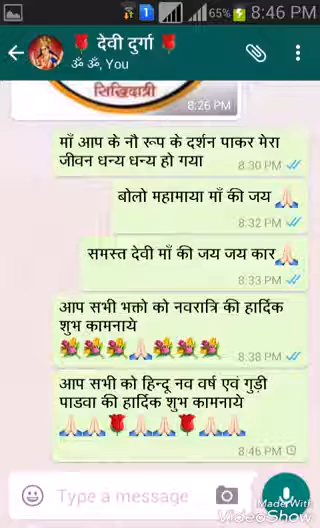 1 65% 8:46 PM
देवी दुर्गा
ॐ ॐ, You
सिद्धिदात्री
8:26 PM
माँ आप के नौ रूप के दर्शन पाकर मेरा
जीवन धन्य धन्य हो गया 8:30 PM
बोलो महामाया माँ की जय 🙏🏻
8:32 PM
समस्त देवी माँ की जय जय कार🙏🏻
8:33 PM
आप सभी भक्तो को नवरात्रि की हार्दिक
शुभ कामनाये
💐💐💐🙏🏻💐💐💐 8:38 PM
आप सभी को हिन्दू नव वर्ष एवं गुड़ी
पाडवा की हार्दिक शुभ कामनाये
🙏🏻🙏🏻🌹🙏🏻🙏🏻🌹🙏🏻🙏🏻
8:46 PM
Type a message
Made With
VideoShow